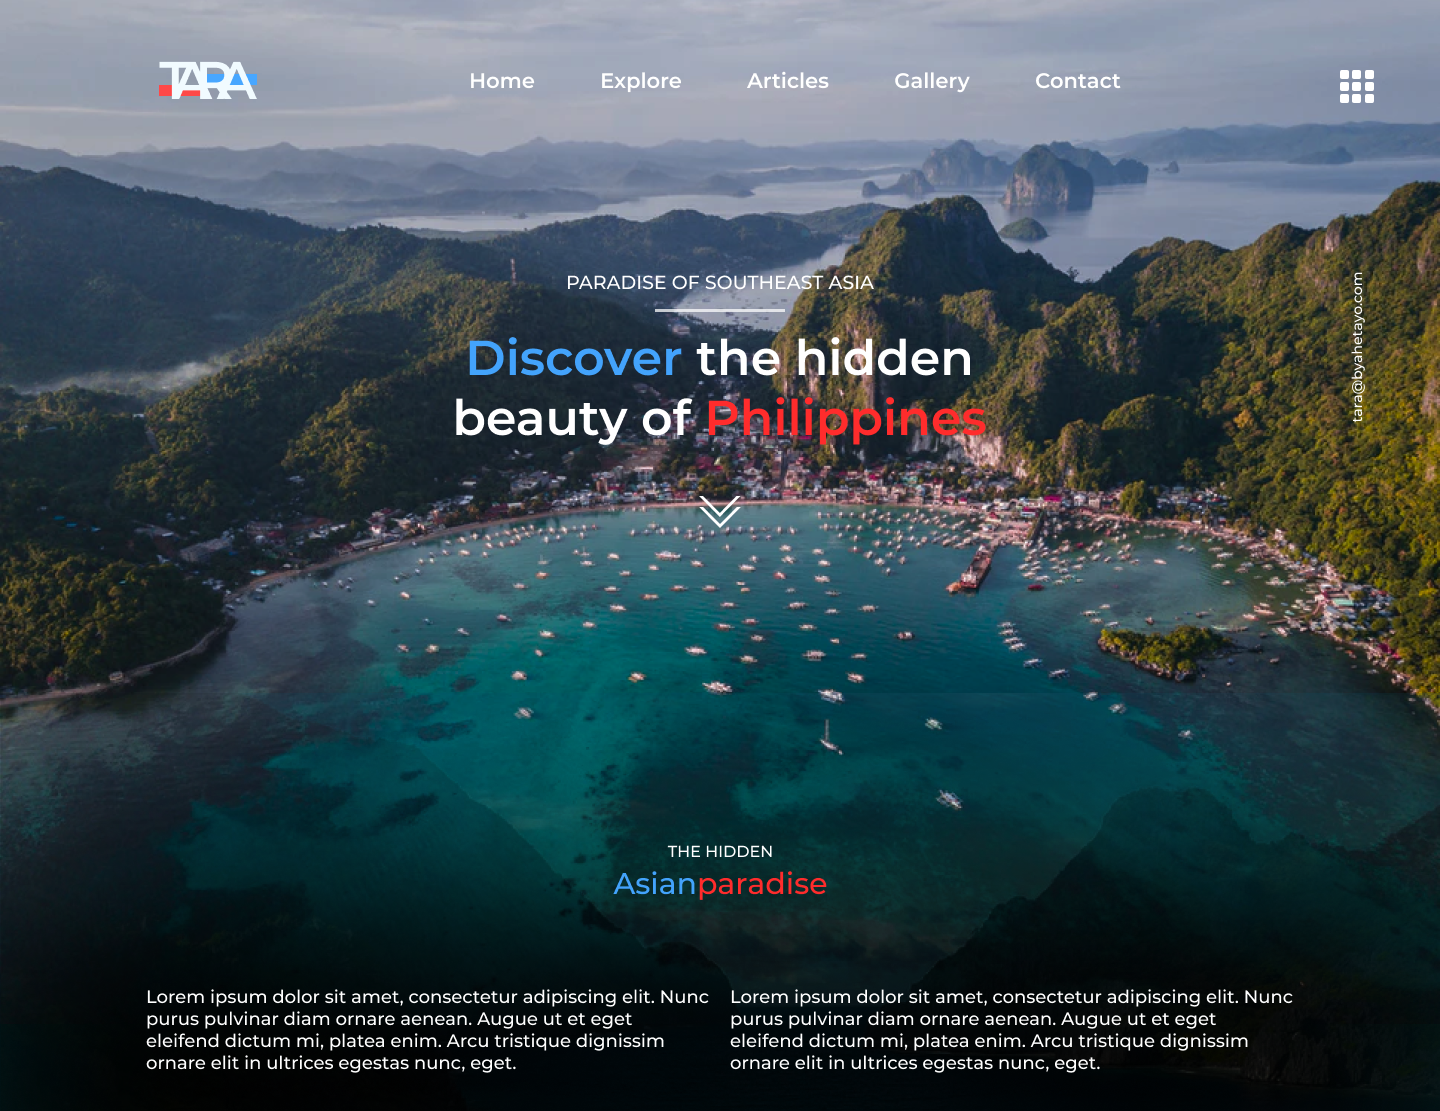 TARA
Home
Explore
Articles
Gallery
Contact
PARADISE OF SOUTHEAST ASIA
Discover the hidden
beauty of Philippines
tara@byahetayo.com
THE HIDDEN
Asianparadise
Lorem ipsum dolor sit amet, consectetur adipiscing elit. Nunc
purus pulvinar diam ornare aenean. Augue ut et eget
eleifend dictum mi, platea enim. Arcu tristique dignissim
ornare elit in ultrices egestas nunc, eget.
Lorem ipsum dolor sit amet, consectetur adipiscing elit. Nunc
purus pulvinar diam ornare aenean. Augue ut et eget
eleifend dictum mi, platea enim. Arcu tristique dignissim
ornare elit in ultrices egestas nunc, eget.